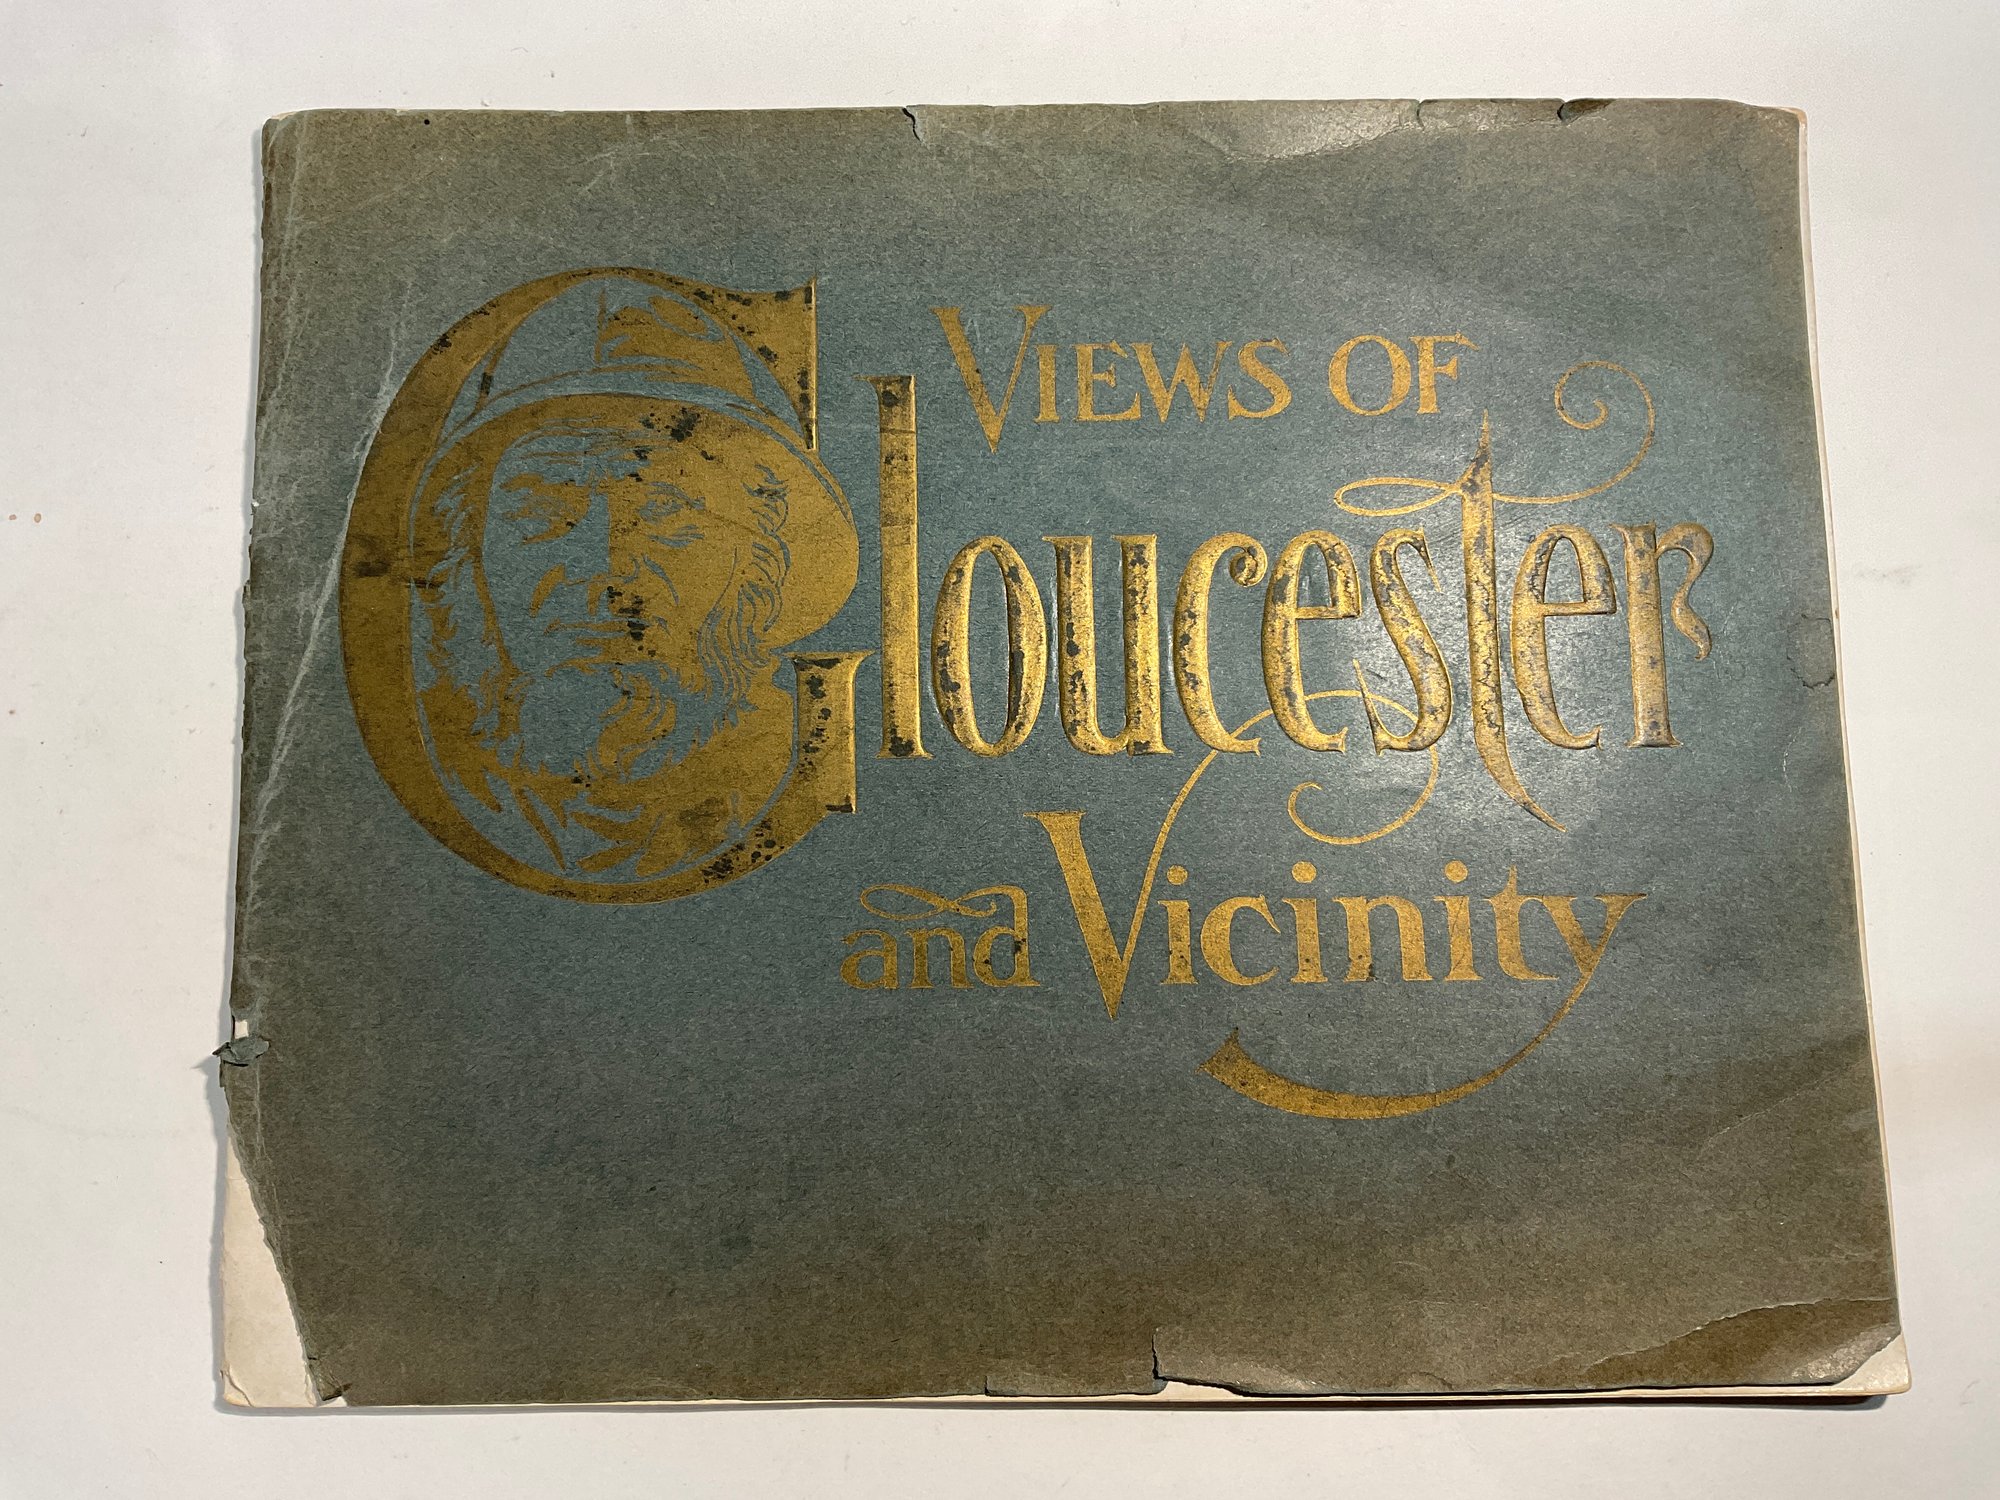 VIEWS OF
Gloucester
and Vicinity